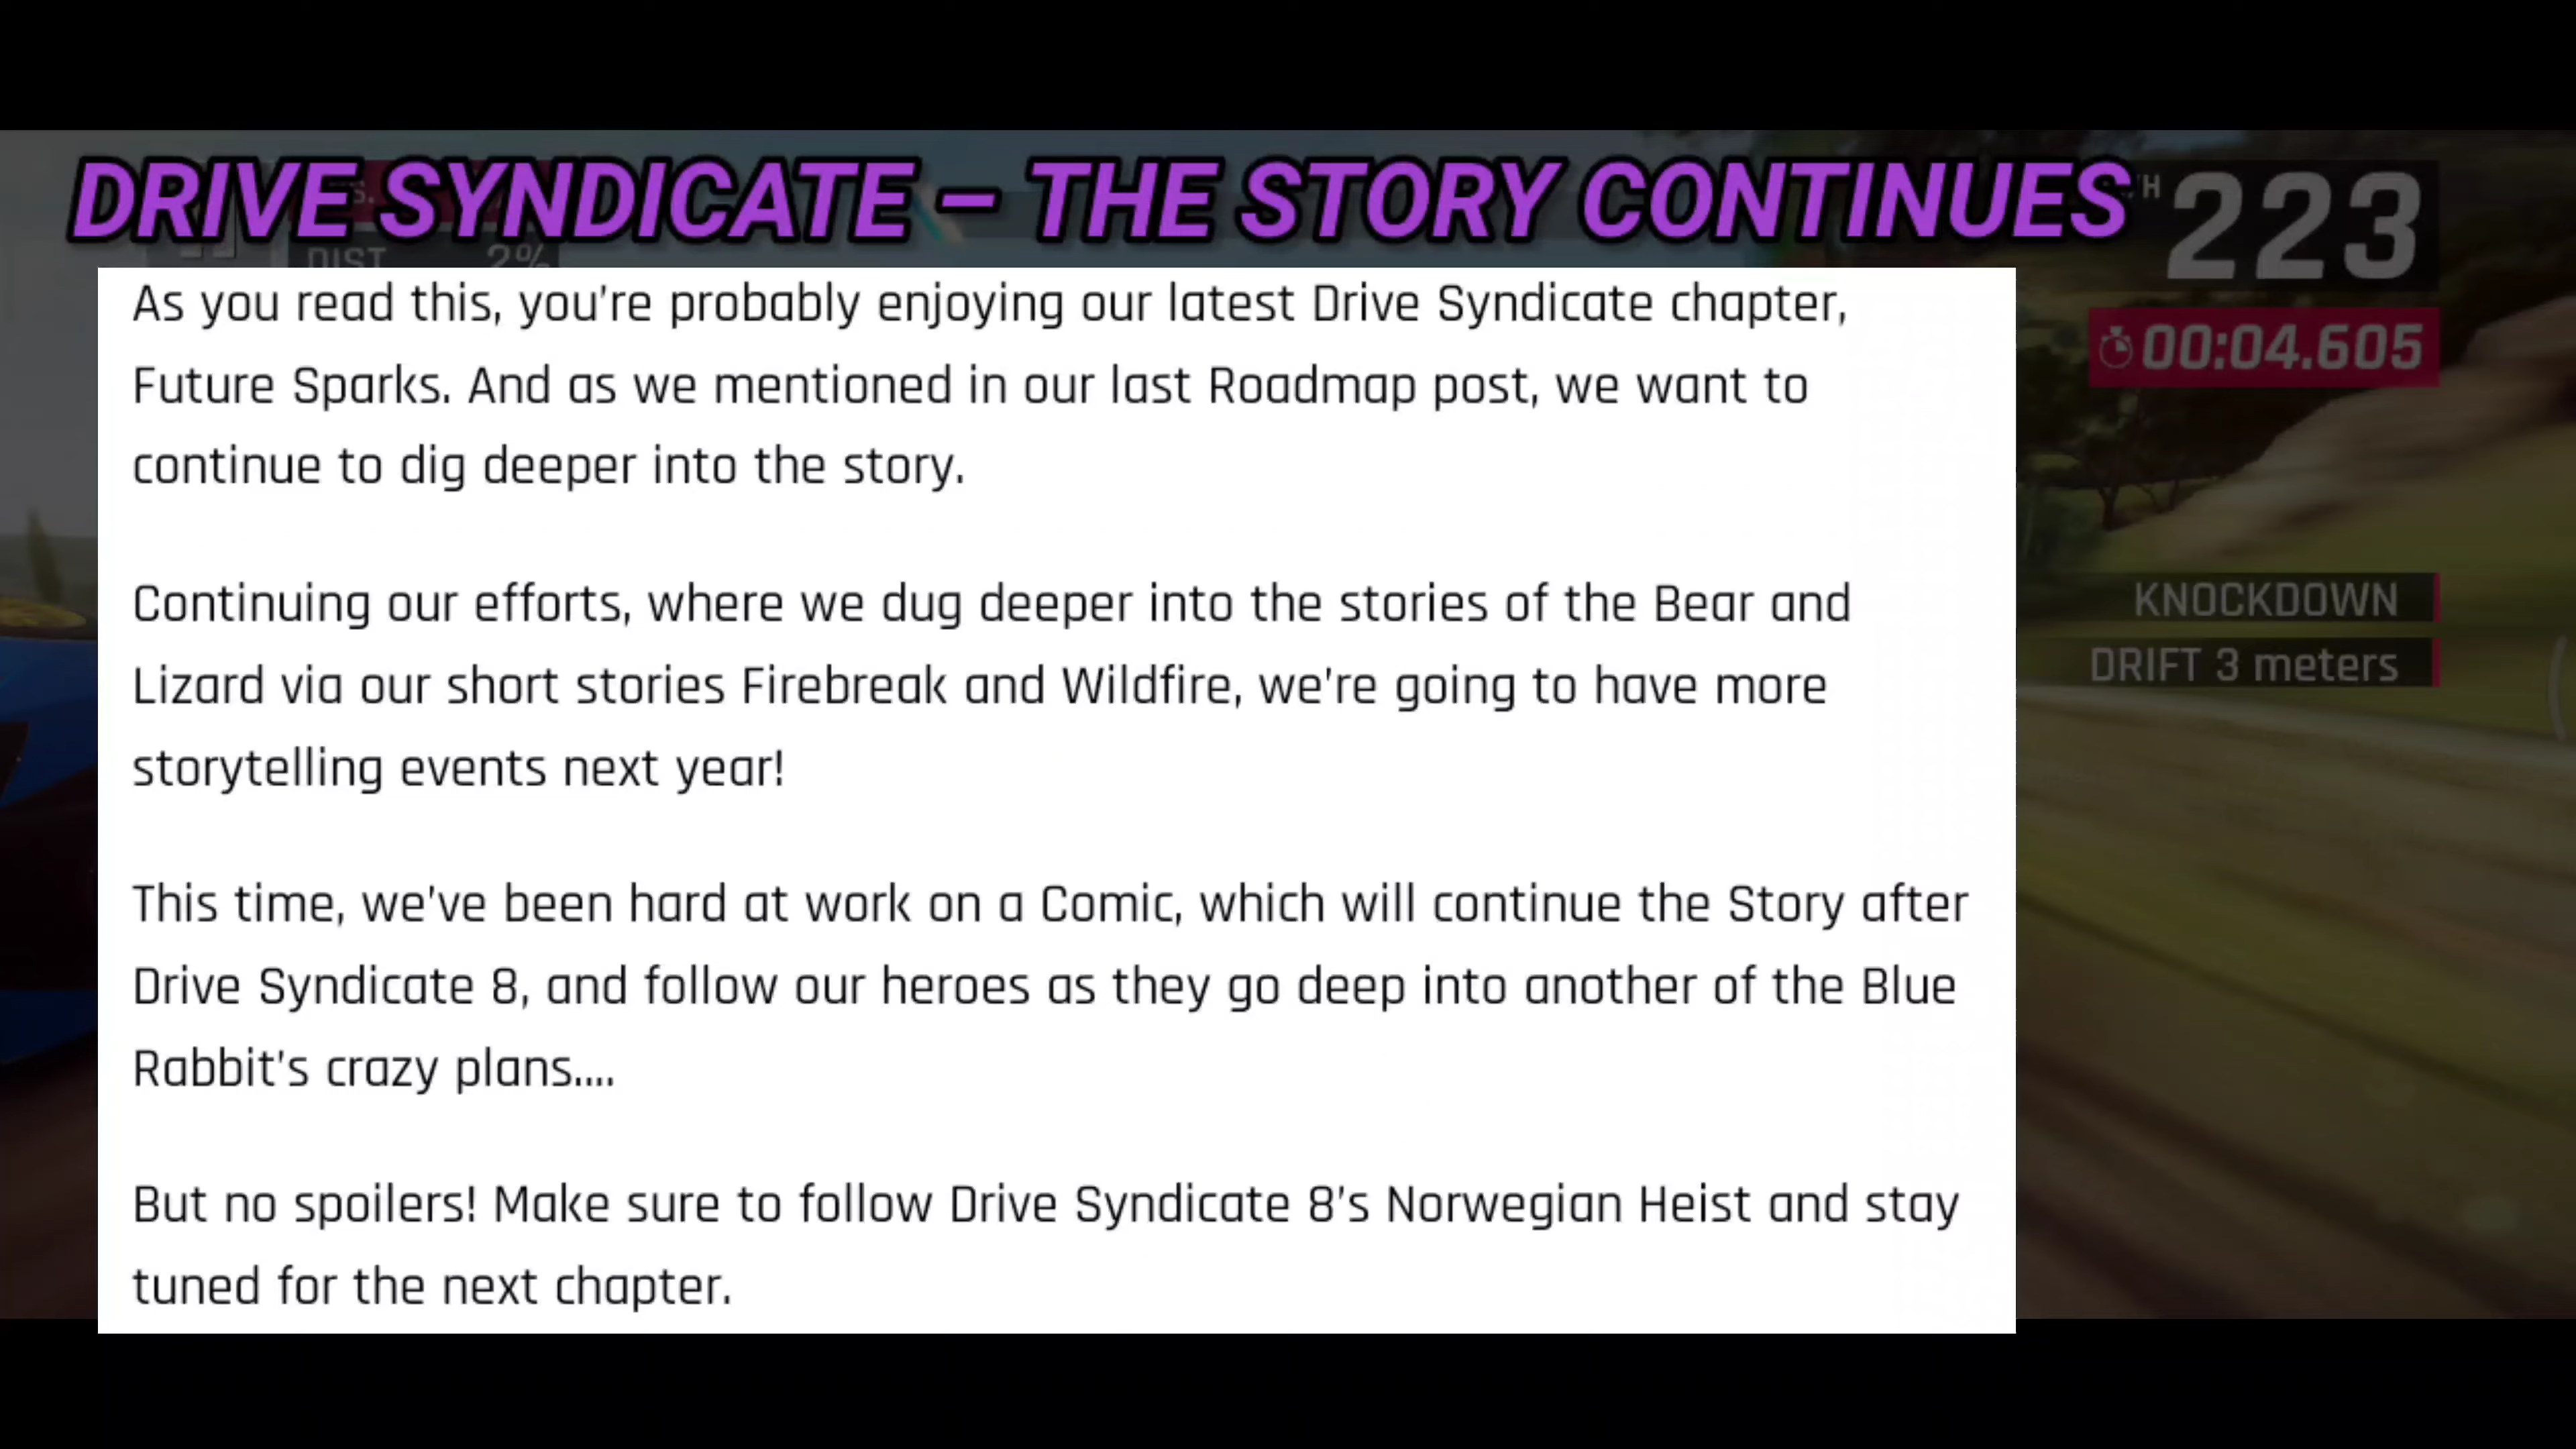 DRIVE SYNDICATE – THE STORY CONTINUES
223
DIST 2%
00:04.605
As you read this, you're probably enjoying our latest Drive Syndicate chapter,
Future Sparks. And as we mentioned in our last Roadmap post, we want to
continue to dig deeper into the story.
Continuing our efforts, where we dug deeper into the stories of the Bear and
Lizard via our short stories Firebreak and Wildfire, we're going to have more
storytelling events next year!
KNOCKDOWN
DRIFT 3 meters
This time, we've been hard at work on a Comic, which will continue the Story after
Drive Syndicate 8, and follow our heroes as they go deep into another of the Blue
Rabbit's crazy plans....
But no spoilers! Make sure to follow Drive Syndicate 8's Norwegian Heist and stay
tuned for the next chapter.